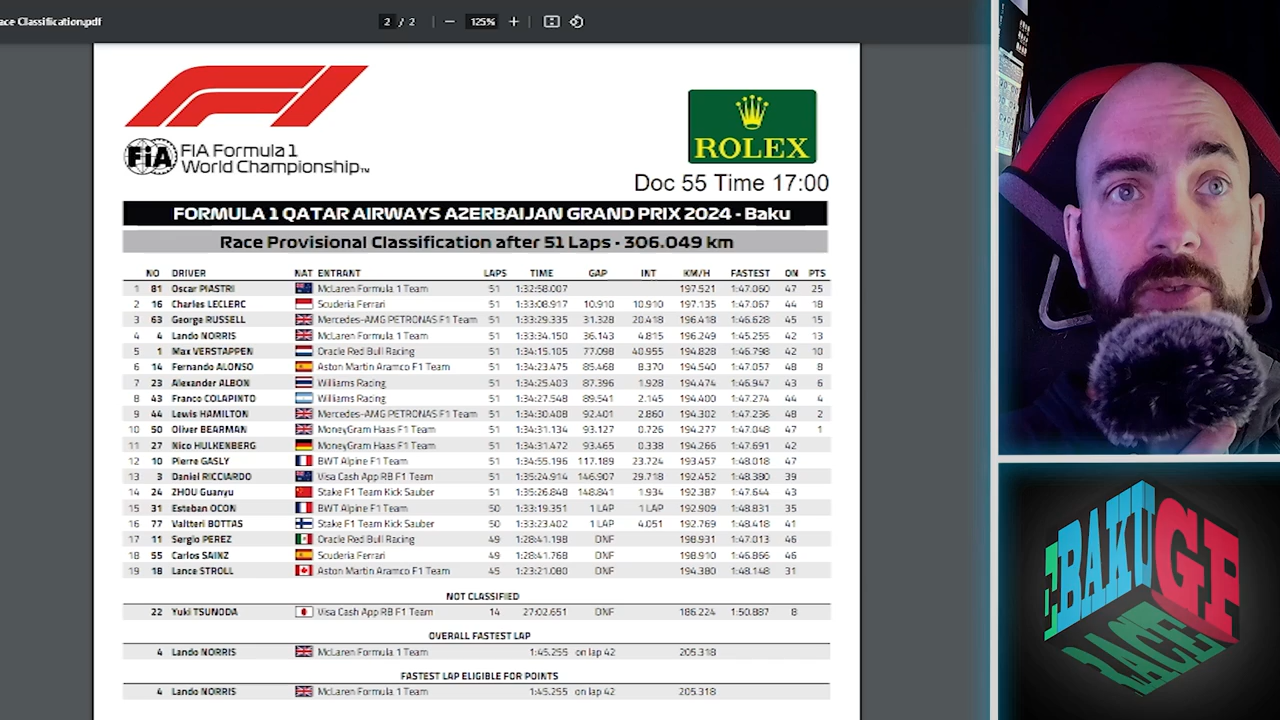 ace Classification.pdf
2 / 2 125%
F1
FiA FIA Formula 1
World Championship™
ROLEX
Doc 55 Time 17:00
FORMULA 1 QATAR AIRWAYS AZERBAIJAN GRAND PRIX 2024 - Baku
Race Provisional Classification after 51 Laps - 306.049 km
NO DRIVER NAT ENTRANT LAPS TIME GAP INT KM/H FASTEST ON PTS
1 81 Oscar PIASTRI McLaren Formula 1 Team 51 1:32:58.007 197.521 1:47.060 47 25
2 16 Charles LECLERC Scuderia Ferrari 51 1:33:08.917 10.910 10.910 197.135 1:47.067 44 18
3 63 George RUSSELL Mercedes-AMG PETRONAS F1 Team 51 1:33:29.335 31.328 20.418 196.418 1:46.628 45 15
4 4 Lando NORRIS McLaren Formula 1 Team 51 1:33:34.150 36.143 4.815 196.249 1:45.255 42 13
5 1 Max VERSTAPPEN Oracle Red Bull Racing 51 1:34:15.105 77.098 40.955 194.828 1:46.798 42 10
6 14 Fernando ALONSO Aston Martin Aramco F1 Team 51 1:34:23.475 85.468 8.370 194.540 1:47.057 48 8
7 23 Alexander ALBON Williams Racing 51 1:34:25.403 87.396 1.928 194.474 1:46.947 43 6
8 43 Franco COLAPINTO Williams Racing 51 1:34:27.548 89.541 2.145 194.400 1:47.274 44 4
9 44 Lewis HAMILTON Mercedes-AMG PETRONAS F1 Team 51 1:34:30.408 92.401 2.860 194.302 1:47.236 48 2
10 50 Oliver BEARMAN MoneyGram Haas F1 Team 51 1:34:31.134 93.127 0.726 194.277 1:47.048 47 1
11 27 Nico HULKENBERG MoneyGram Haas F1 Team 51 1:34:31.472 93.465 0.338 194.266 1:47.691 42
12 10 Pierre GASLY BWT Alpine F1 Team 51 1:34:55.196 117.189 23.724 193.457 1:48.018 47
13 3 Daniel RICCIARDO Visa Cash App RB F1 Team 51 1:35:24.914 146.907 29.718 192.452 1:48.380 39
14 24 ZHOU Guanyu Stake F1 Team Kick Sauber 51 1:35:26.848 148.841 1.934 192.387 1:47.644 43
15 31 Esteban OCON BWT Alpine F1 Team 50 1:33:19.351 1 LAP 1 LAP 192.909 1:48.831 35
16 77 Valtteri BOTTAS Stake F1 Team Kick Sauber 50 1:33:23.402 1 LAP 4.051 192.769 1:48.418 41
17 11 Sergio PEREZ Oracle Red Bull Racing 49 1:28:41.198 DNF 198.931 1:47.013 46
18 55 Carlos SAINZ Scuderia Ferrari 49 1:28:41.768 DNF 198.910 1:46.866 46
19 18 Lance STROLL Aston Martin Aramco F1 Team 45 1:23:21.080 DNF 194.380 1:48.148 31
NOT CLASSIFIED
22 Yuki TSUNODA Visa Cash App RB F1 Team 14 27:02.651 DNF 186.224 1:50.887 8
OVERALL FASTEST LAP
4 Lando NORRIS McLaren Formula 1 Team 1:45.255 on lap 42 205.318
FASTEST LAP ELIGIBLE FOR POINTS
4 Lando NORRIS McLaren Formula 1 Team 1:45.255 on lap 42 205.318
BAKU GP
RACE